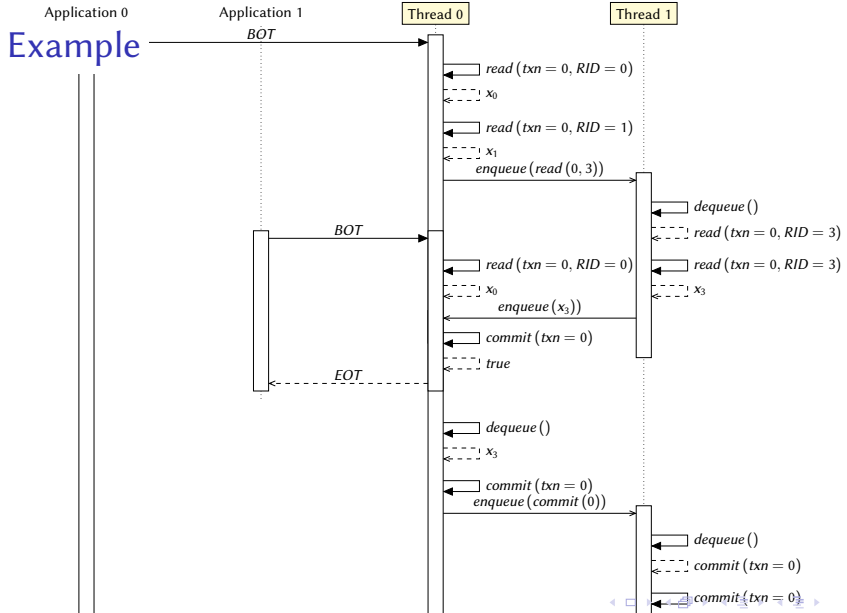 Application 0
Application 1
Thread 0
Thread 1
Example
BOT
read (txn = 0, RID = 0)
x₀
read (txn = 0, RID = 1)
x₁
enqueue (read (0, 3))
dequeue ()
read (txn = 0, RID = 3)
BOT
read (txn = 0, RID = 0)
read (txn = 0, RID = 3)
x₀
x₃
enqueue (x₃))
commit (txn = 0)
true
EOT
dequeue ()
x₃
commit (txn = 0)
enqueue (commit (0))
dequeue ()
commit (txn = 0)
commit (txn = 0)